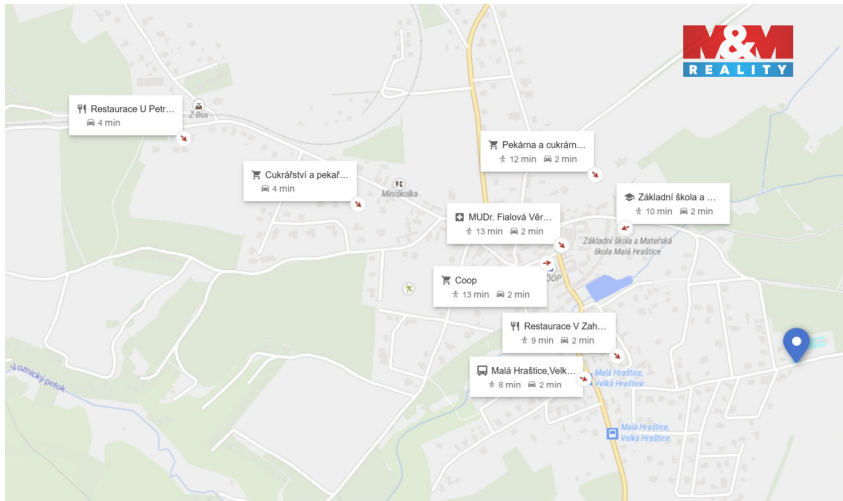 M&M
REALITY
Restaurace U Petr...
4 min
Z-Box
Pekárna a cukrárn...
12 min 2 min
Cukrářství a pekař...
4 min
Miniškolka
Základní škola a ...
10 min 2 min
MUDr. Fialová Věr...
13 min 2 min
Základní škola a Mateřská
škola Malá Hraštice
Coop
13 min 2 min
OOP
Restaurace V Zah...
9 min 2 min
Malá Hraštice,Velk...
8 min 2 min
Malá Hraštice,
Velká Hraštice
Malá Hraštice,
Velká Hraštice
Voznický potok